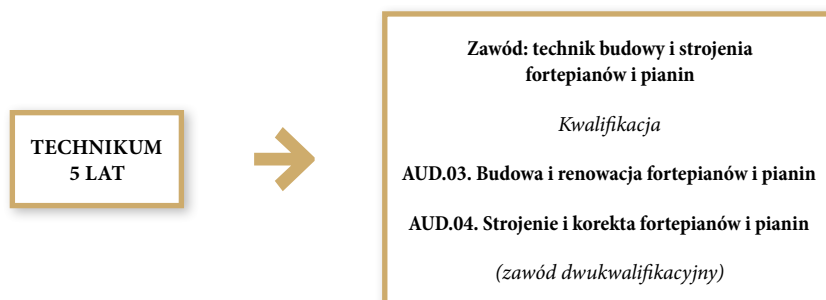 TECHNIKUM
5 LAT
Zawód: technik budowy i strojenia
fortepianów i pianin
Kwalifikacja
AUD.03. Budowa i renowacja fortepianów i pianin
AUD.04. Strojenie i korekta fortepianów i pianin
(zawód dwukwalifikacyjny)